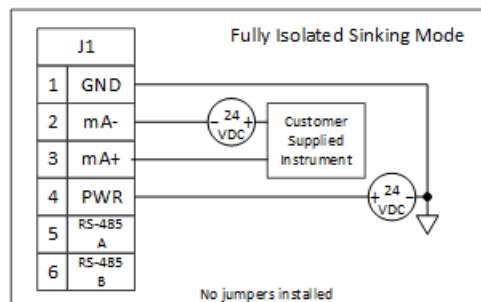 Fully Isolated Sinking Mode
J1
1 GND
2 mA-
3 mA+
4 PWR
5 RS-485
A
6 RS-485
B
- 24 +
VDC
Customer
Supplied
Instrument
+ 24 -
VDC
No jumpers installed